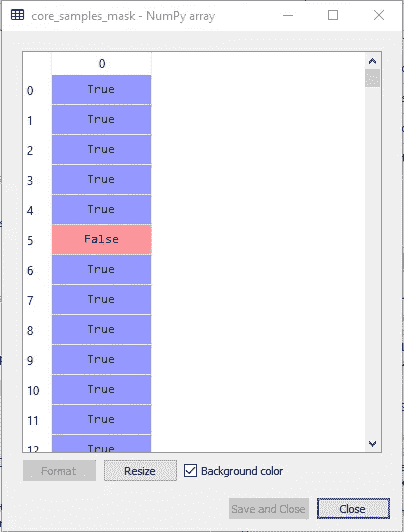 core_samples_mask - NumPy array
0
0 True
1 True
2 True
3 True
4 True
5 False
6 True
7 True
8 True
9 True
10 True
11 True
12 True
Format Resize Background color
Save and Close Close